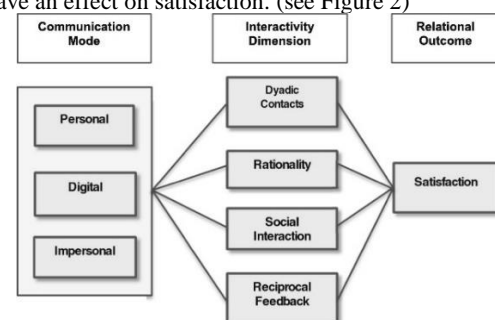 ave an effect on satisfaction. (see Figure 2)
Communication
Mode
Interactivity
Dimension
Relational
Outcome
Personal
Digital
Impersonal
Dyadic
Contacts
Rationality
Social
Interaction
Reciprocal
Feedback
Satisfaction